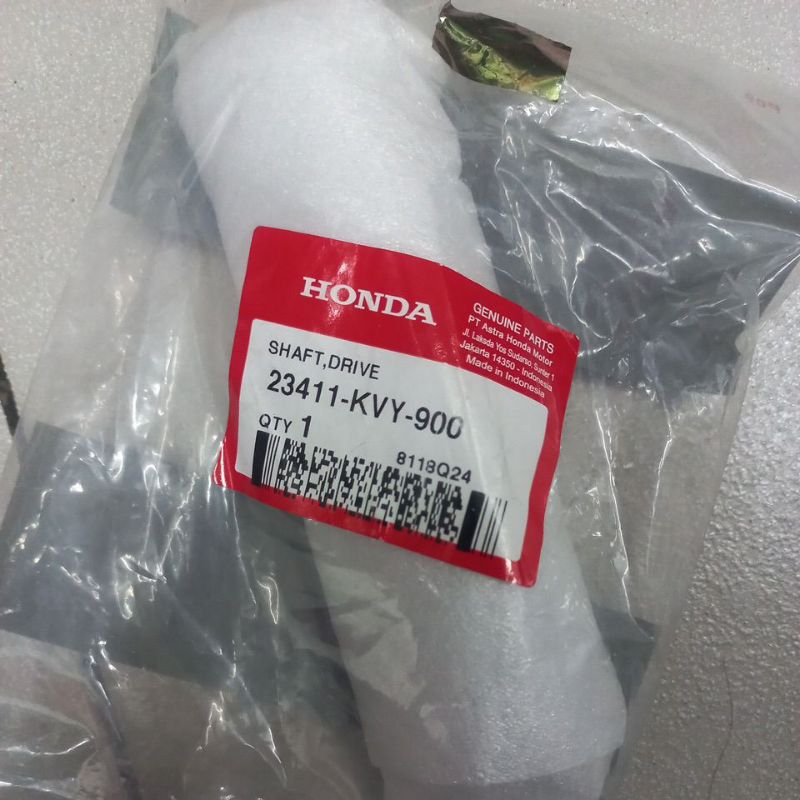 HONDA
GENUINE PARTS
PT Astra Honda Motor
Jl. Laksda Yos Sudarso, Sunter 1
Jakarta 14350 - Indonesia
Made in Indonesia
SHAFT,DRIVE
23411-KVY-900
QTY 1
8118Q24